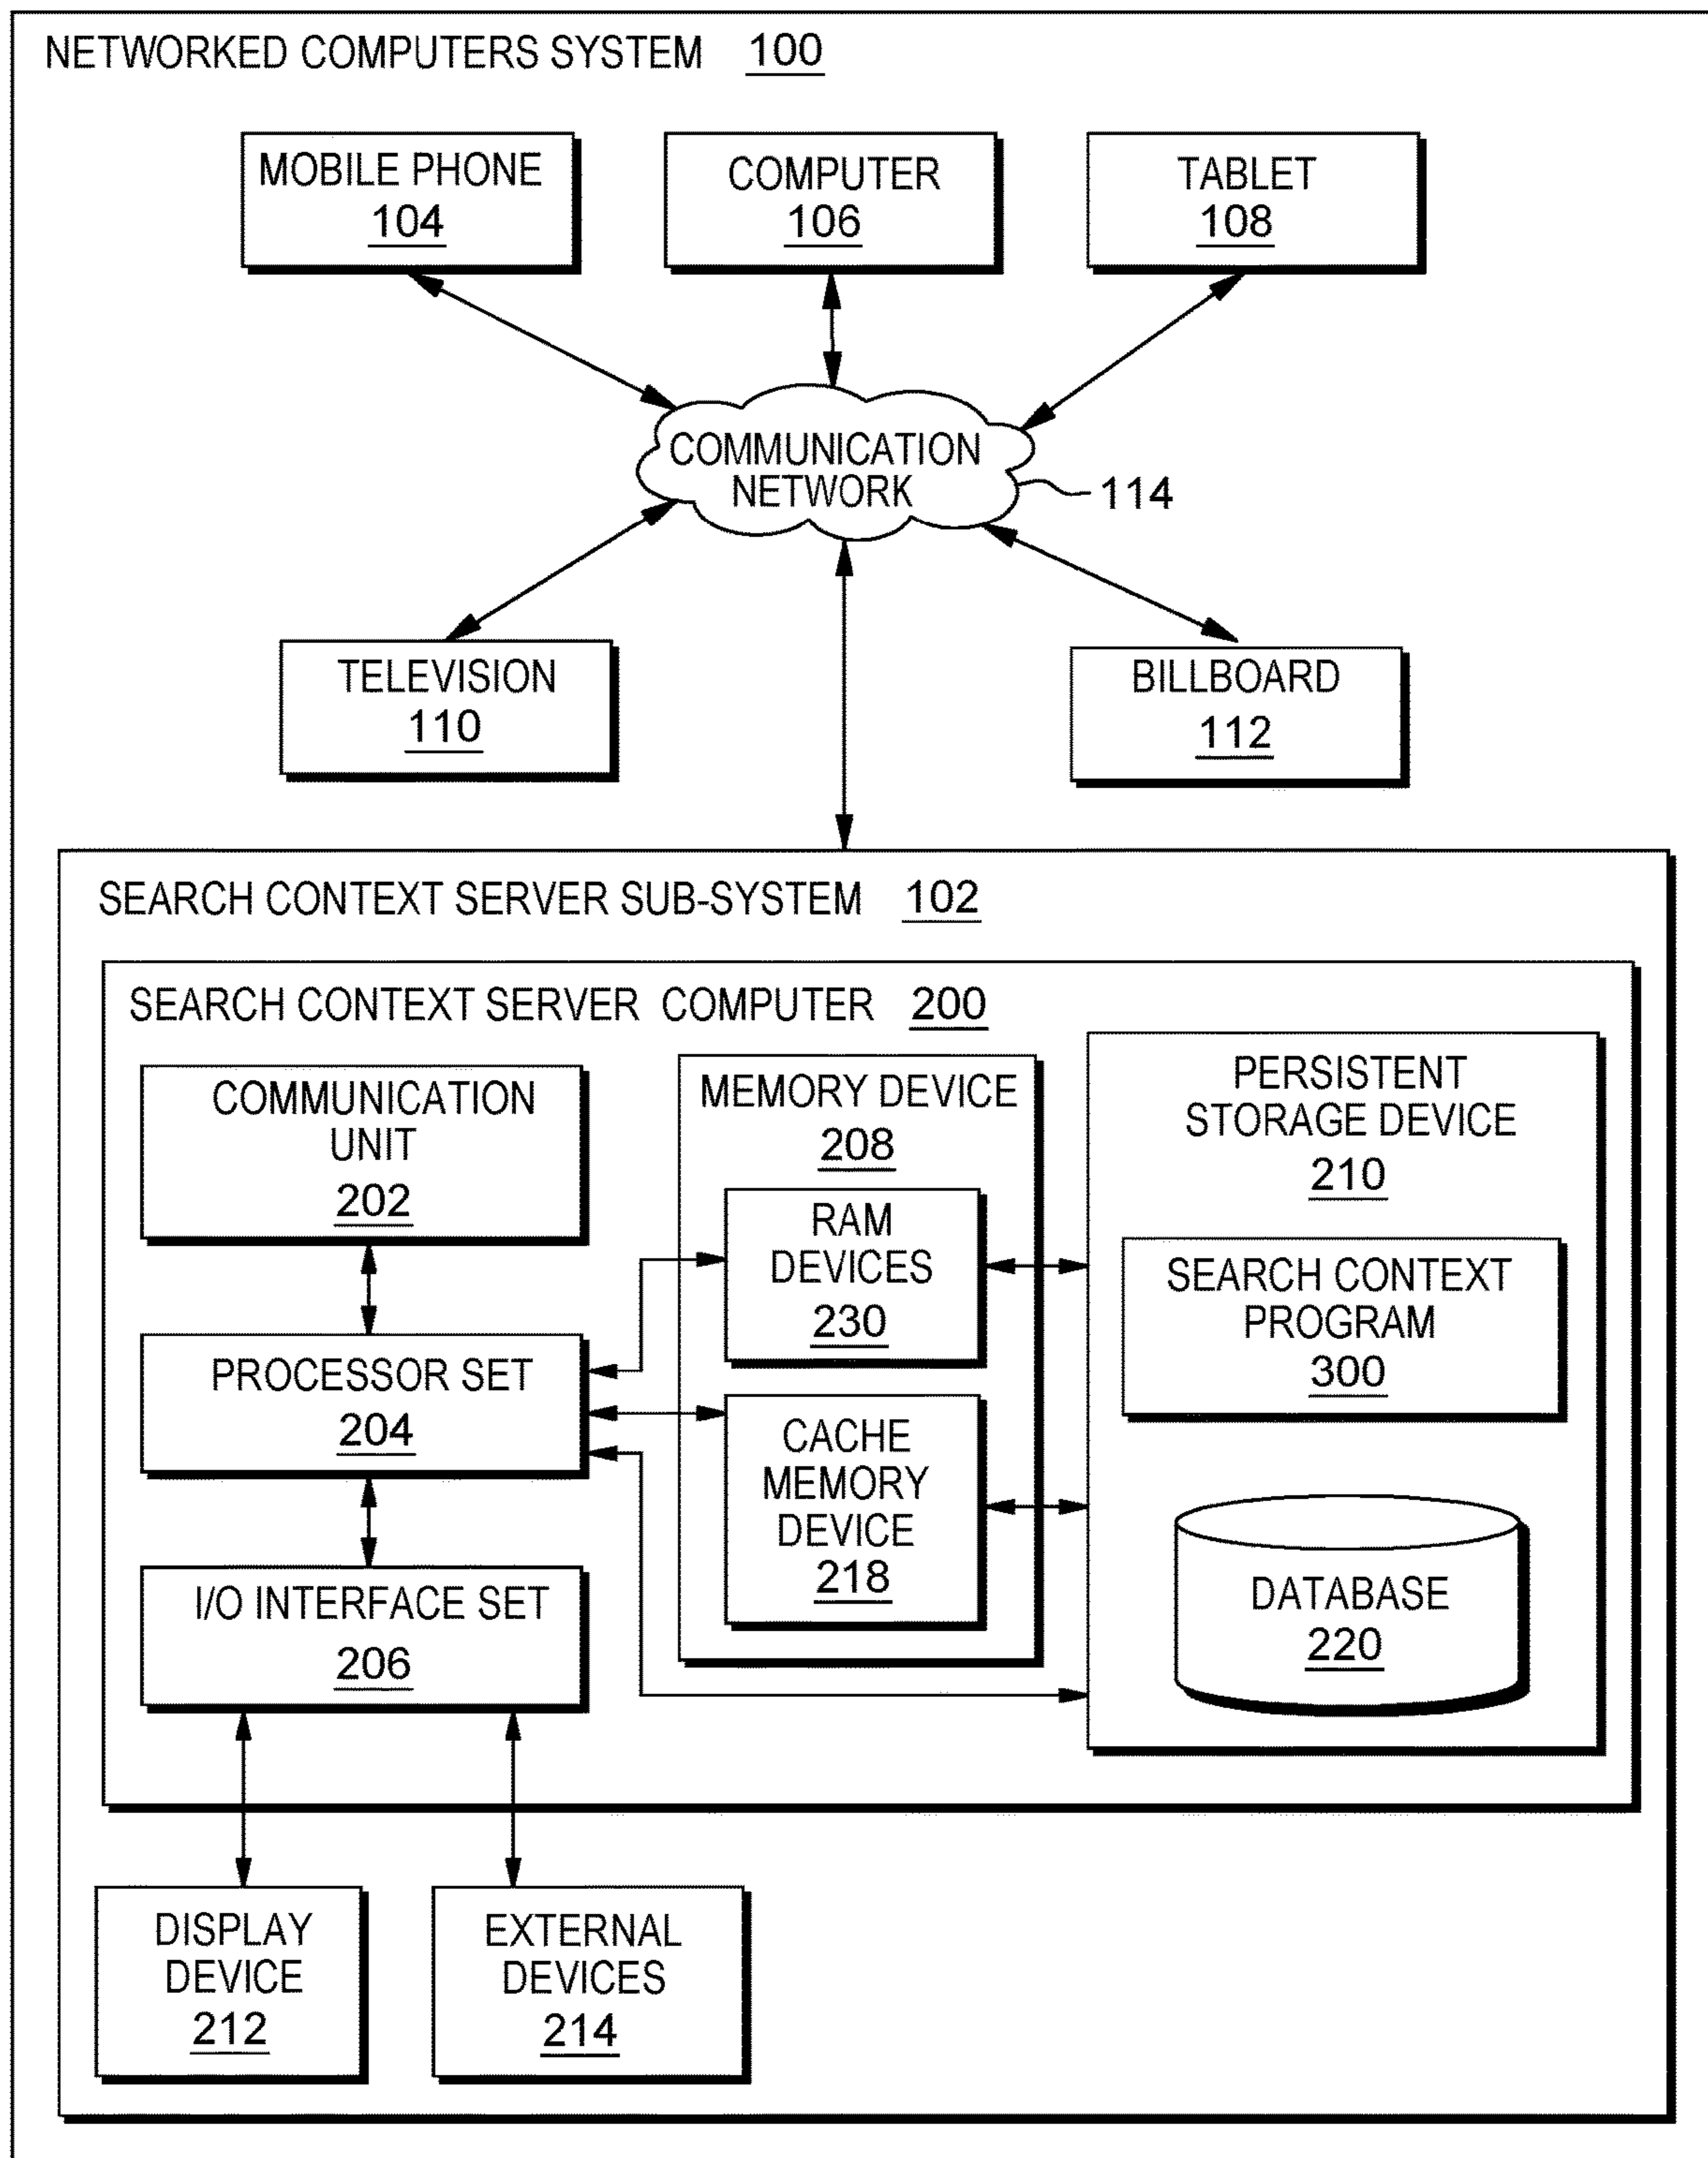 NETWORKED COMPUTERS SYSTEM 100
MOBILE PHONE
104
COMPUTER
106
TABLET
108
COMMUNICATION
NETWORK
114
TELEVISION
110
BILLBOARD
112
SEARCH CONTEXT SERVER SUB-SYSTEM 102
SEARCH CONTEXT SERVER COMPUTER 200
COMMUNICATION
UNIT
202
PROCESSOR SET
204
I/O INTERFACE SET
206
MEMORY DEVICE
208
RAM
DEVICES
230
CACHE
MEMORY
DEVICE
218
PERSISTENT
STORAGE DEVICE
210
SEARCH CONTEXT
PROGRAM
300
DATABASE
220
DISPLAY
DEVICE
212
EXTERNAL
DEVICES
214